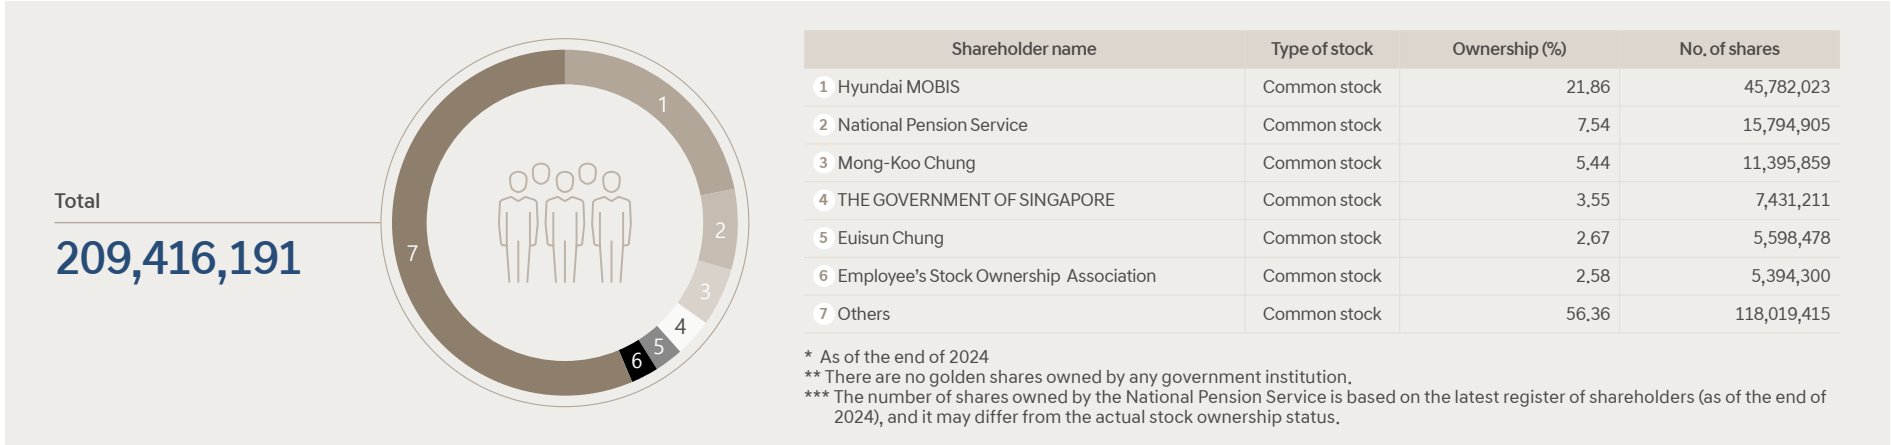 Total
209,416,191
1
2
3
4
5
6
7
Shareholder name Type of stock Ownership (%) No. of shares
1 Hyundai MOBIS Common stock 21.86 45,782,023
2 National Pension Service Common stock 7.54 15,794,905
3 Mong-Koo Chung Common stock 5.44 11,395,859
4 THE GOVERNMENT OF SINGAPORE Common stock 3.55 7,431,211
5 Euisun Chung Common stock 2.67 5,598,478
6 Employee's Stock Ownership Association Common stock 2.58 5,394,300
7 Others Common stock 56.36 118,019,415
* As of the end of 2024
** There are no golden shares owned by any government institution.
*** The number of shares owned by the National Pension Service is based on the latest register of shareholders (as of the end of
2024), and it may differ from the actual stock ownership status.